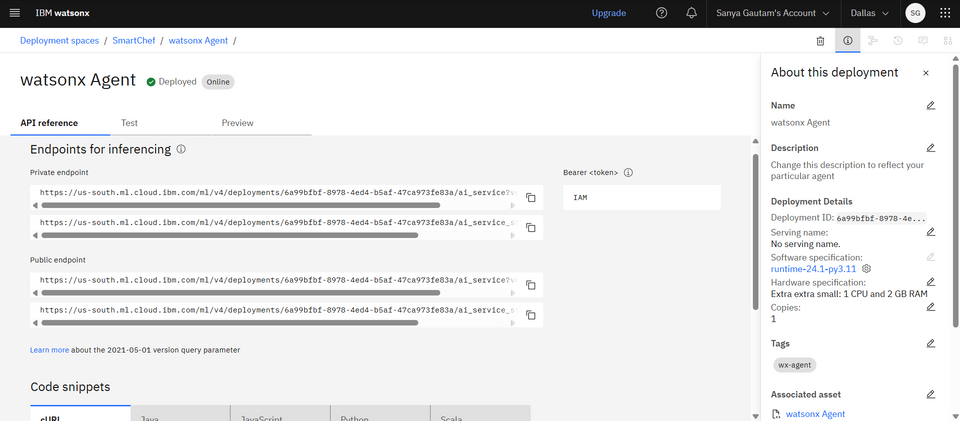 IBM watsonx
Upgrade
Sanya Gautam's Account
Dallas
SG
Deployment spaces / SmartChef / watsonx Agent /
watsonx Agent
Deployed
Online
API reference
Test
Preview
Endpoints for inferencing
Private endpoint
https://us-south.ml.cloud.ibm.com/ml/v4/deployments/6a99bfbf-8978-4ed4-b5af-47ca973fe83a/ai_service?v
https://us-south.ml.cloud.ibm.com/ml/v4/deployments/6a99bfbf-8978-4ed4-b5af-47ca973fe83a/ai_service_s
Bearer <token>
IAM
Public endpoint
https://us-south.ml.cloud.ibm.com/ml/v4/deployments/6a99bfbf-8978-4ed4-b5af-47ca973fe83a/ai_service?v
https://us-south.ml.cloud.ibm.com/ml/v4/deployments/6a99bfbf-8978-4ed4-b5af-47ca973fe83a/ai_service_s
Learn more about the 2021-05-01 version query parameter
Code snippets
cURL
Java
JavaScript
Python
Scala
About this deployment
Name
watsonx Agent
Description
Change this description to reflect your
particular agent
Deployment Details
Deployment ID: 6a99bfbf-8978-4e...
Serving name:
No serving name.
Software specification:
runtime-24.1-py3.11
Hardware specification:
Extra extra small: 1 CPU and 2 GB RAM
Copies:
1
Tags
wx-agent
Associated asset
watsonx Agent